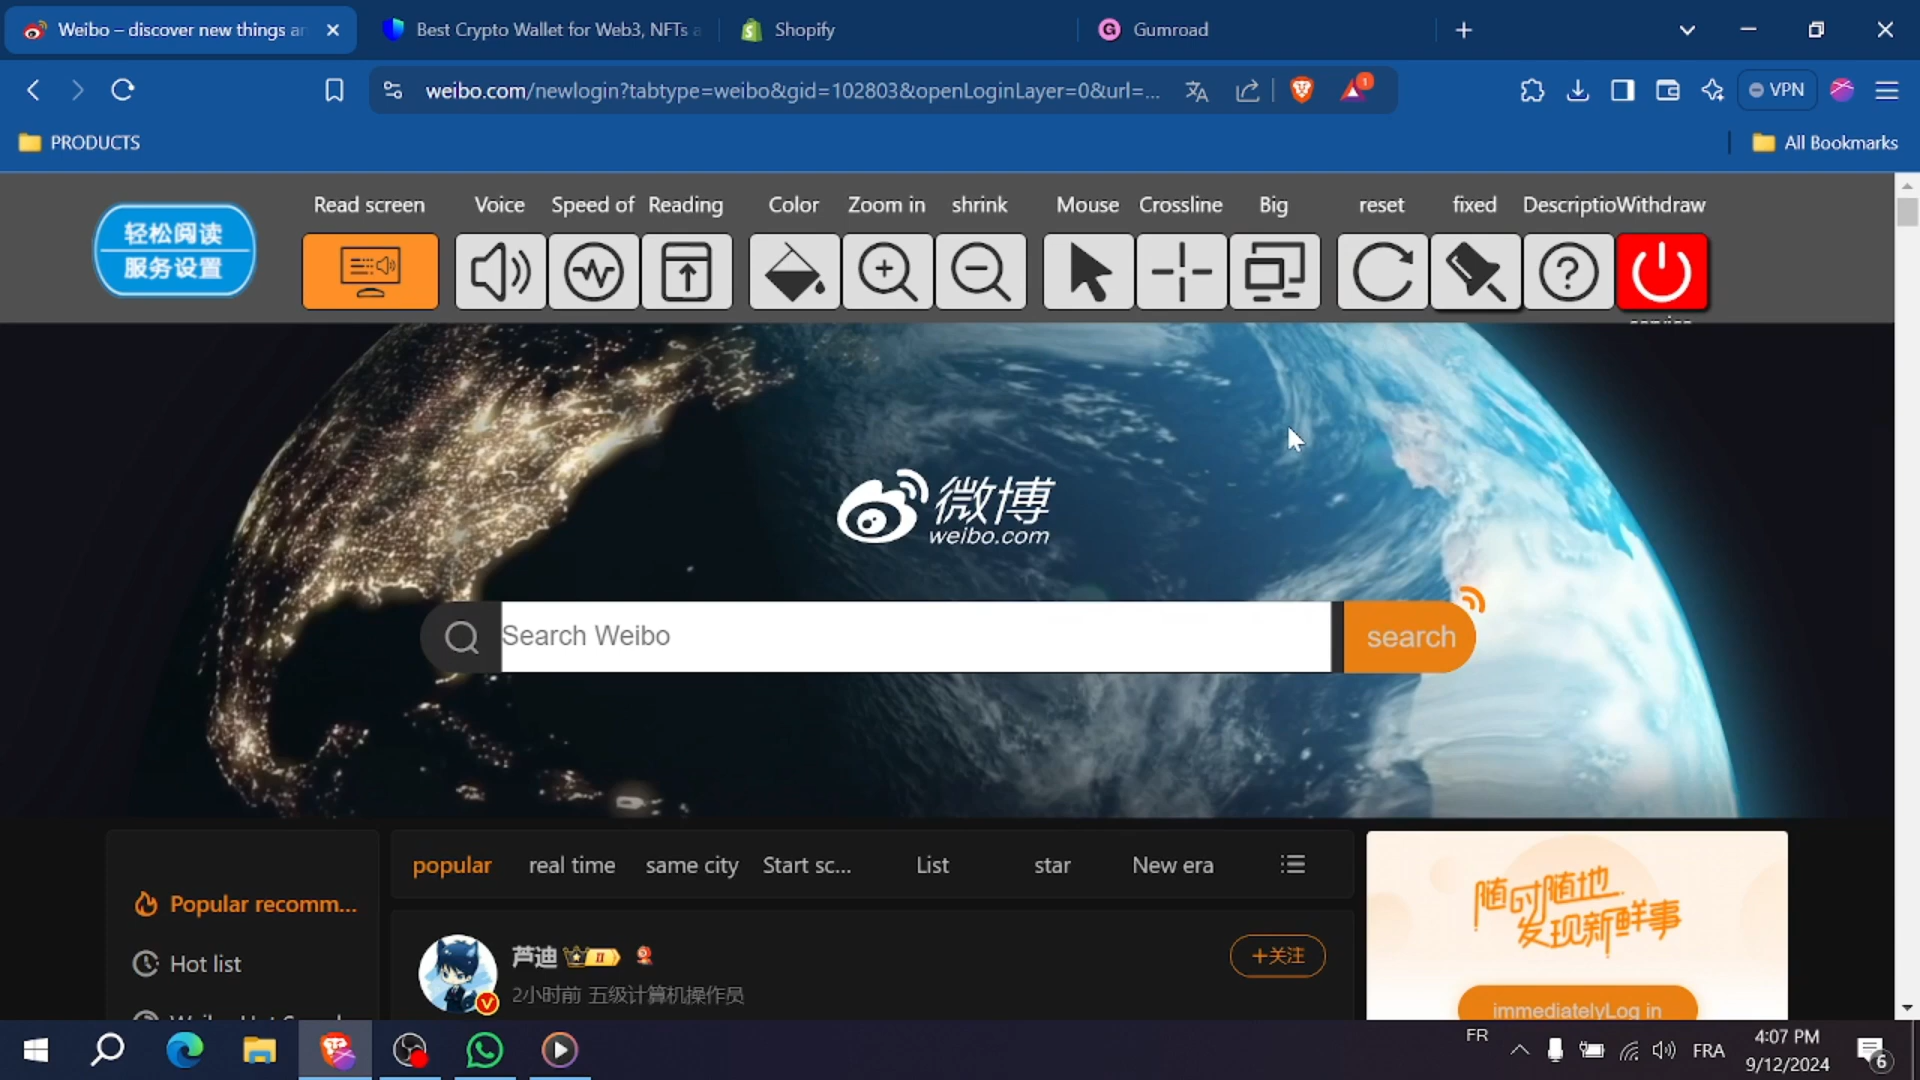 Weibo – discover new things ar
Best Crypto Wallet for Web3, NFTs a
Shopify
Gumroad
weibo.com/newlogin?tabtype=weibo&gid=102803&openLoginLayer=0&url=...
1
VPN
PRODUCTS
All Bookmarks
轻松阅读
服务设置
Read screen
Voice
Speed of
Reading
Color
Zoom in
shrink
Mouse
Crossline
Big
reset
fixed
Descriptio
Withdraw
微博
weibo.com
Search Weibo
search
popular
real time
same city
Start sc...
List
star
New era
Popular recomm...
Hot list
芦迪
II
+关注
2小时前 五级计算机操作员
随时随地
发现新鲜事
immediatelyLog in
FR
FRA
4:07 PM
9/12/2024
6